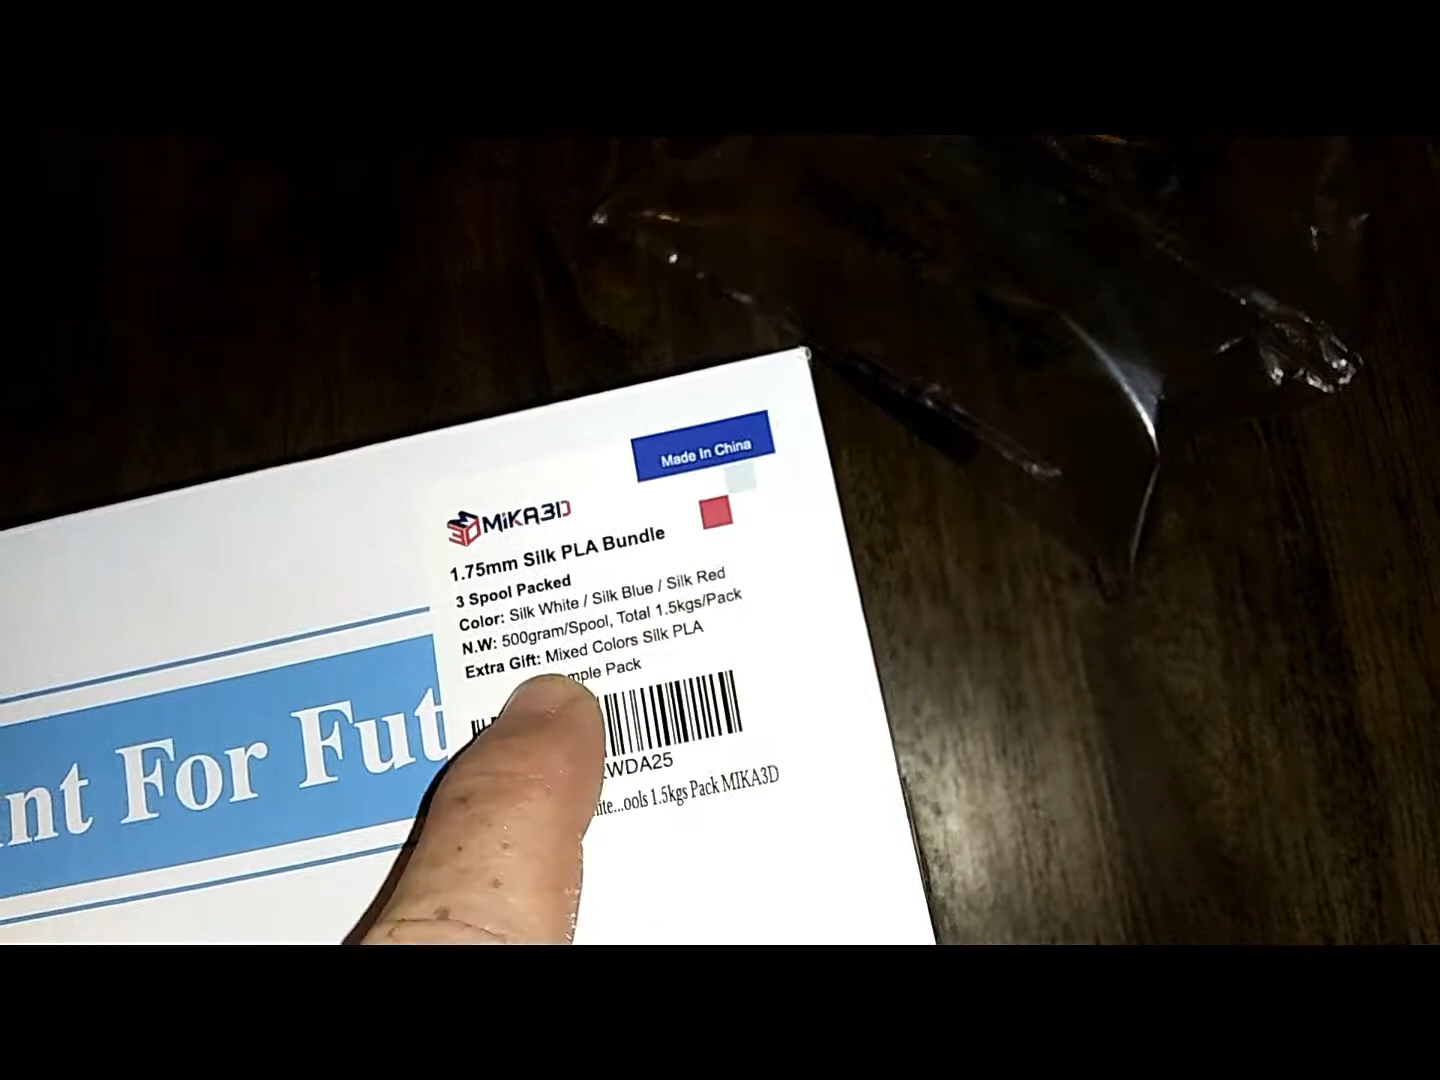 Made In China
MiKA3D
1.75mm Silk PLA Bundle
3 Spool Packed
Color: Silk White / Silk Blue / Silk Red
N.W: 500gram/Spool, Total 1.5kgs/Pack
Extra Gift: Mixed Colors Silk PLA
mple Pack
WDA25
ite...ools 1.5kgs Pack MIKA3D
nt For Fut